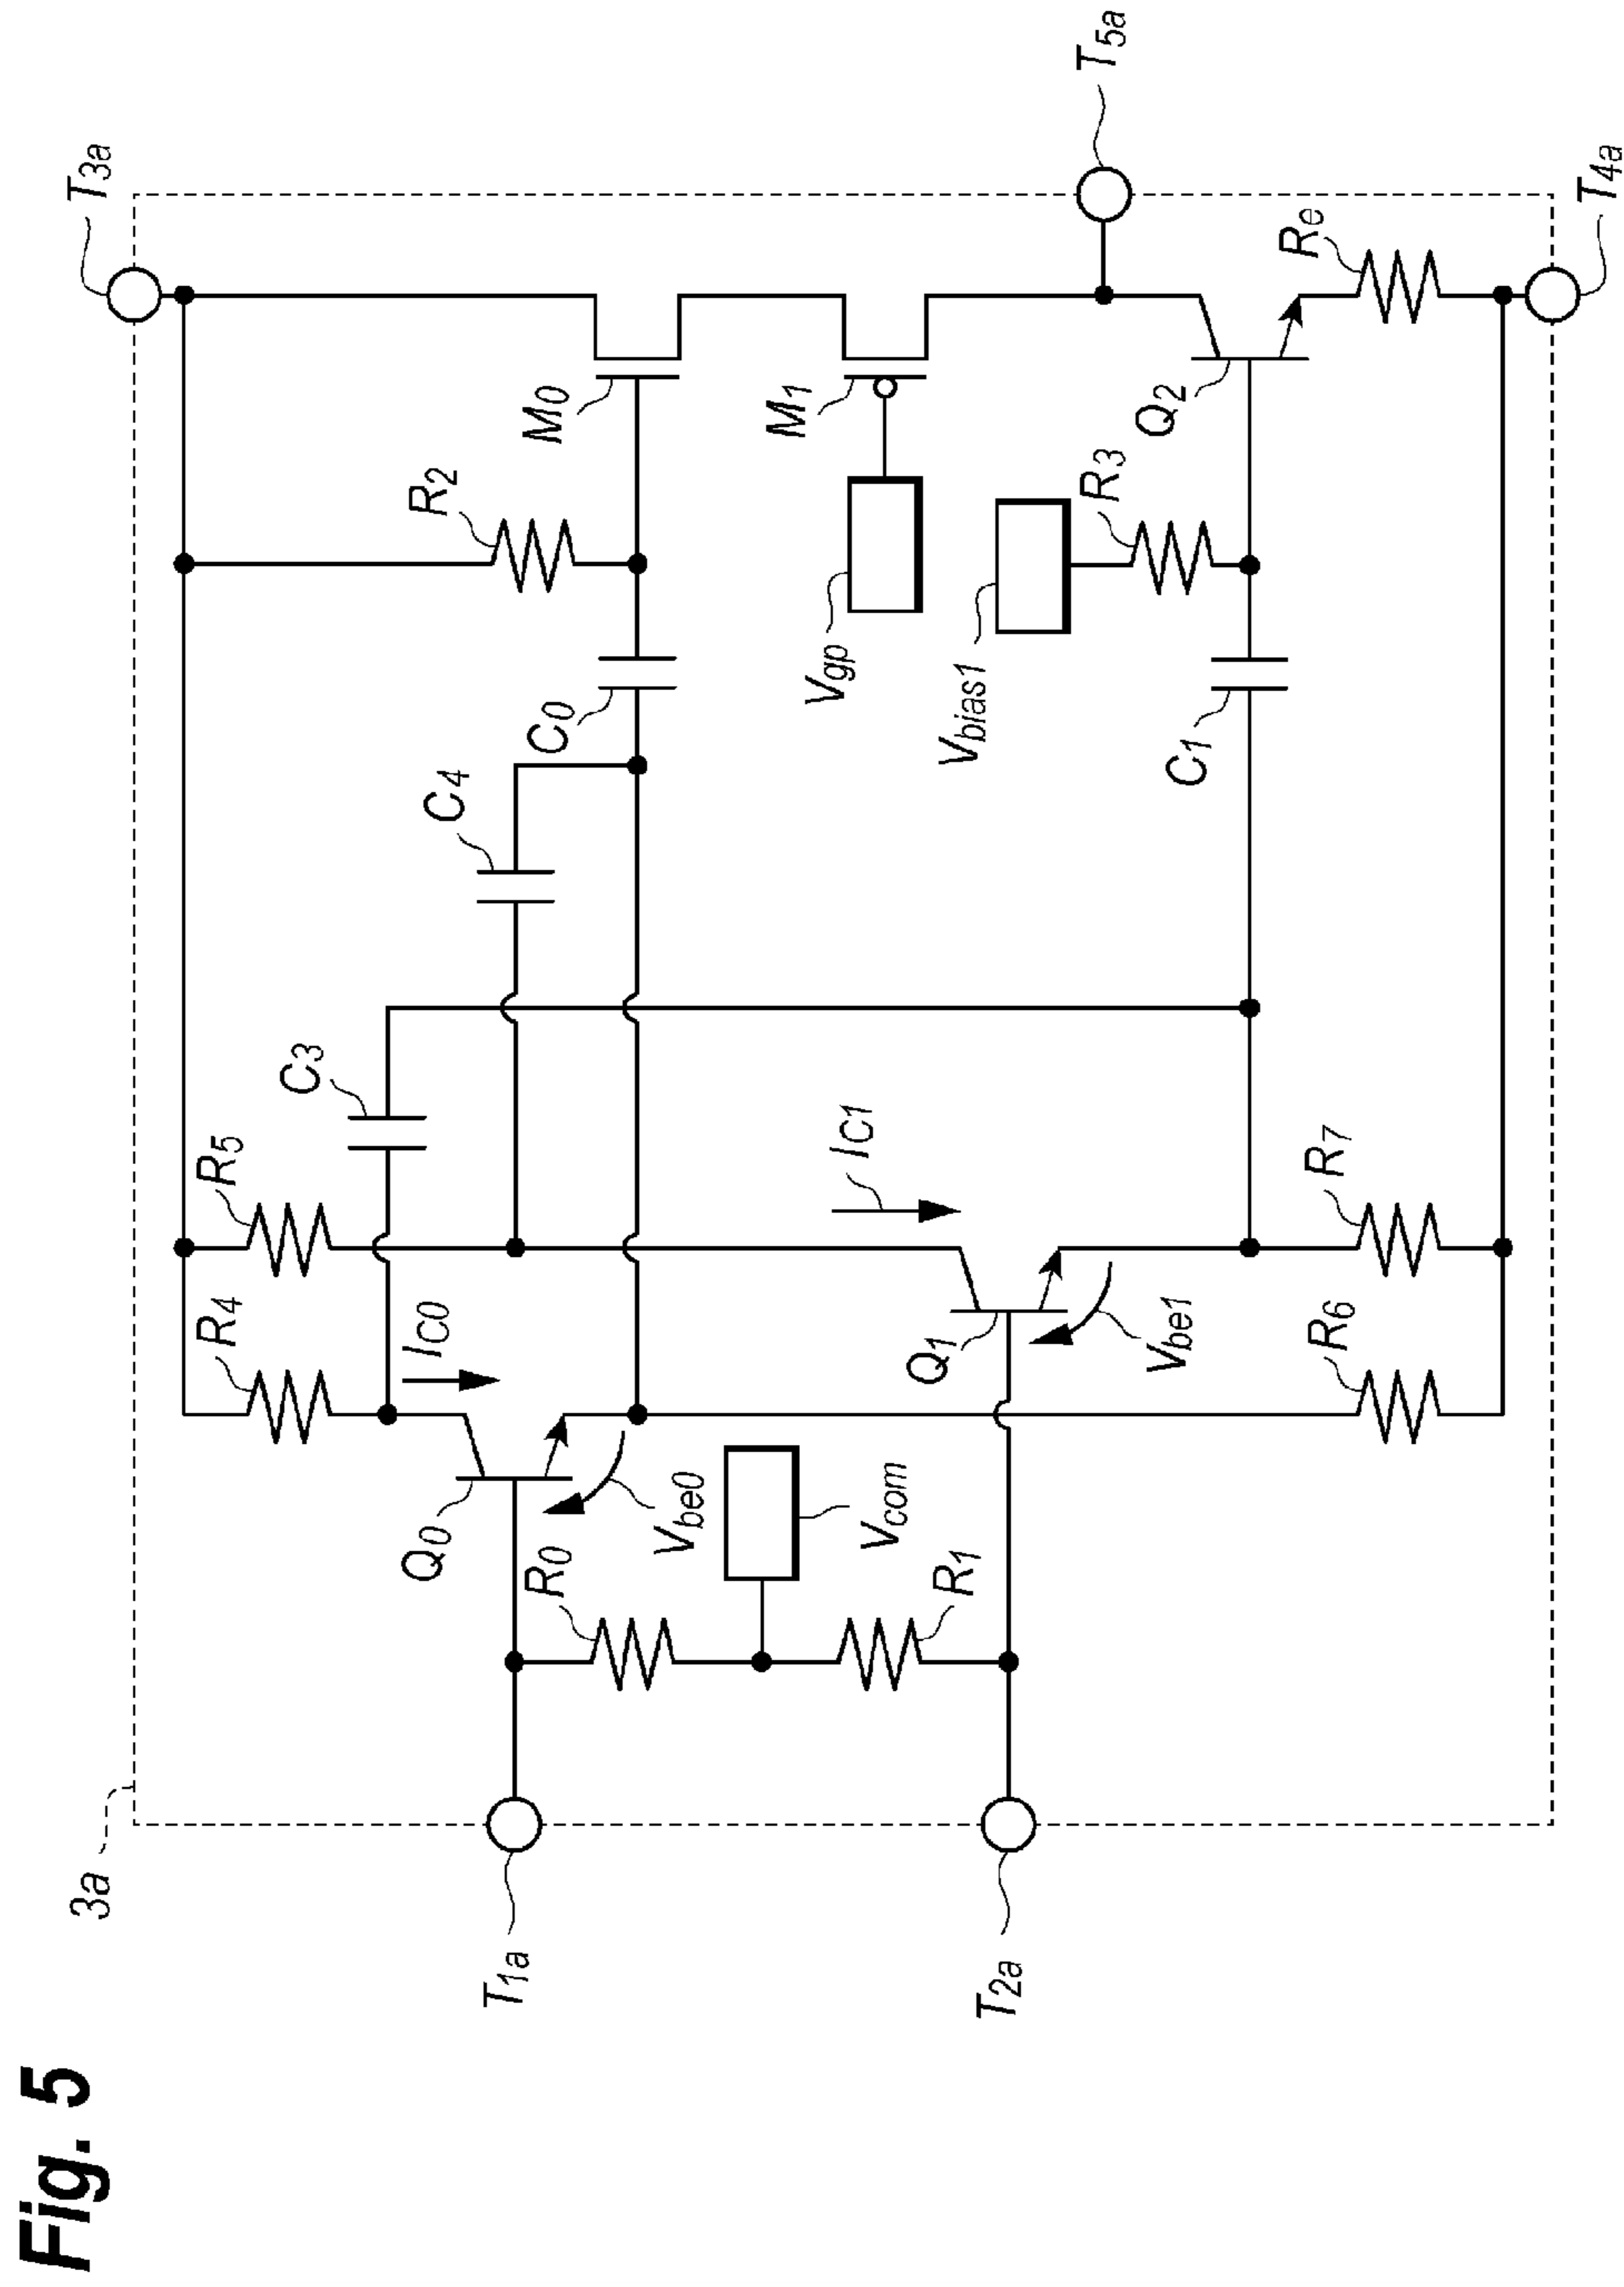 Fig. 5
3a
T3a
R4
R5
R2
C3
C4
IC0
Q0
Vbe0
C0
M0
T1a
R0
Vcom
R1
IC1
Vgp
M1
Q1
Vbe1
Vbias1
R3
T5a
T2a
C1
Q2
R6
R7
Re
T4a